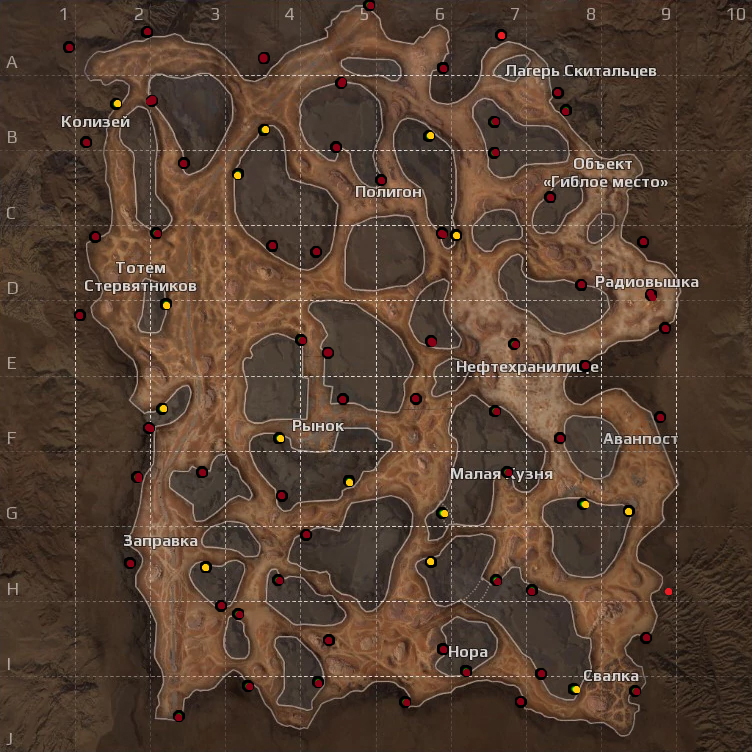 1 2 3 4 5 6 7 8 9 10
A
Лагерь Скитальцев
Колизей
B
Объект
«Гиблое место»
Полигон
C
Тотем
Стервятников
D
Радиовышка
E
Нефтехранилище
Рынок
F
Аванпост
Малая Кузня
G
Заправка
H
Нора
I
Свалка
J